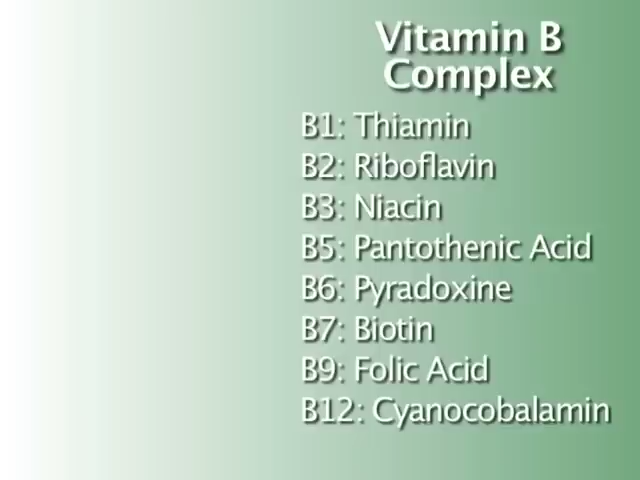 Vitamin B
Complex
B1: Thiamin
B2: Riboflavin
B3: Niacin
B5: Pantothenic Acid
B6: Pyradoxine
B7: Biotin
B9: Folic Acid
B12: Cyanocobalamin